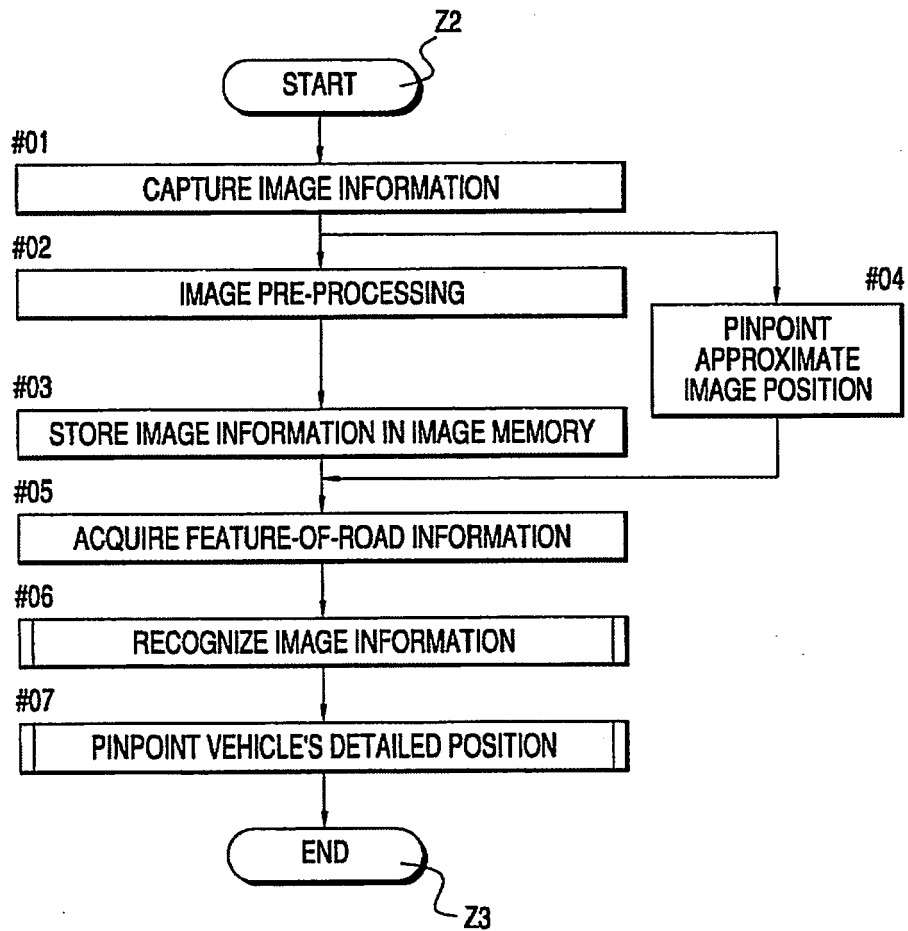 Z2
START
#01
CAPTURE IMAGE INFORMATION
#02
IMAGE PRE-PROCESSING
#04
PINPOINT
APPROXIMATE
IMAGE POSITION
#03
STORE IMAGE INFORMATION IN IMAGE MEMORY
#05
ACQUIRE FEATURE-OF-ROAD INFORMATION
#06
RECOGNIZE IMAGE INFORMATION
#07
PINPOINT VEHICLE'S DETAILED POSITION
END
Z3